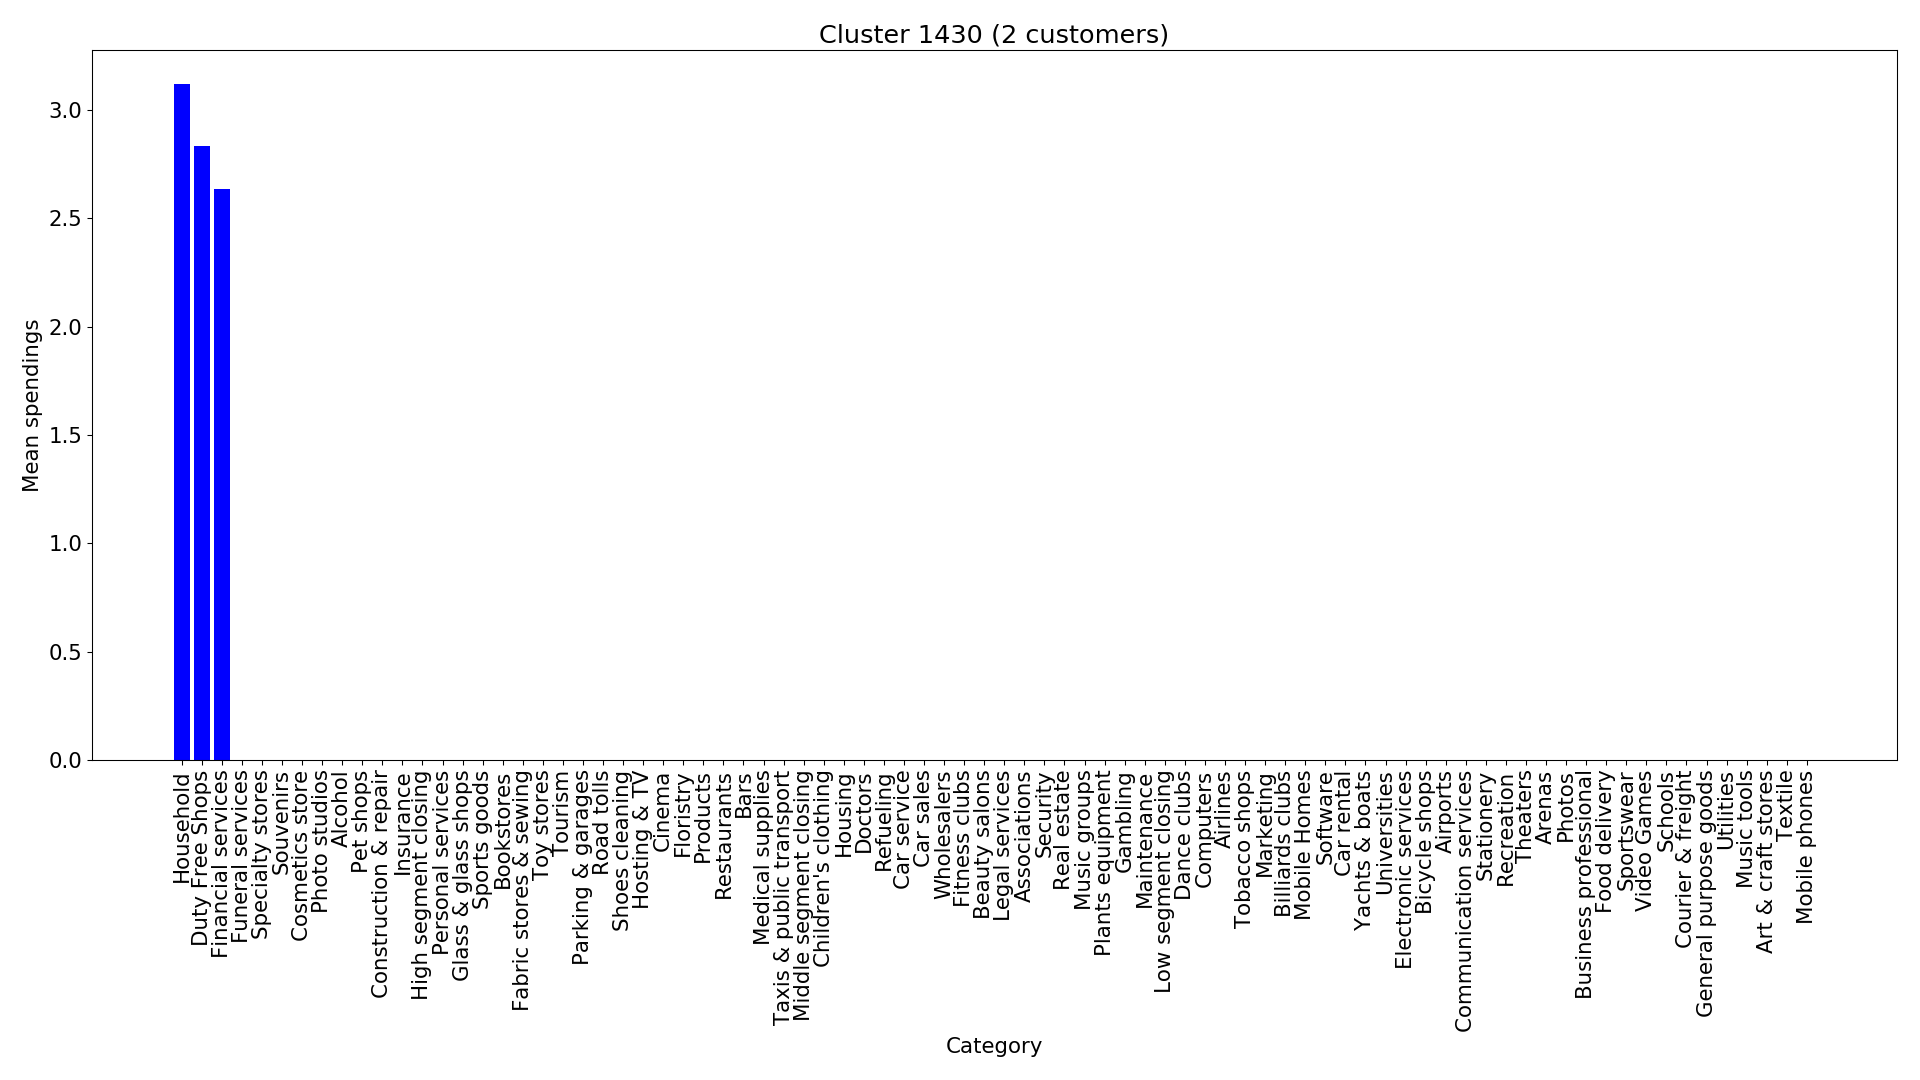 Cluster 1430 (2 customers)
Mean spendings
3.0
2.5
2.0
1.5
1.0
0.5
0.0
Household
Duty Free Shops
Financial services
Funeral services
Specialty stores
Souvenirs
Cosmetics store
Photo studios
Alcohol
Pet shops
Construction & repair
Insurance
High segment closing
Personal services
Glass & glass shops
Sports goods
Bookstores
Fabric stores & sewing
Toy stores
Tourism
Parking & garages
Road tolls
Shoes cleaning
Hosting & TV
Cinema
Floristry
Products
Restaurants
Bars
Medical supplies
Taxis & public transport
Middle segment closing
Children's clothing
Housing
Doctors
Refueling
Car service
Car sales
Wholesalers
Fitness clubs
Beauty salons
Legal services
Associations
Security
Real estate
Music groups
Plants equipment
Gambling
Maintenance
Low segment closing
Dance clubs
Computers
Airlines
Tobacco shops
Marketing
Billiards clubs
Mobile Homes
Software
Car rental
Yachts & boats
Universities
Electronic services
Bicycle shops
Airports
Communication services
Stationery
Recreation
Theaters
Arenas
Photos
Business professional
Food delivery
Sportswear
Video Games
Schools
Courier & freight
General purpose goods
Utilities
Music tools
Art & craft stores
Textile
Mobile phones
Category